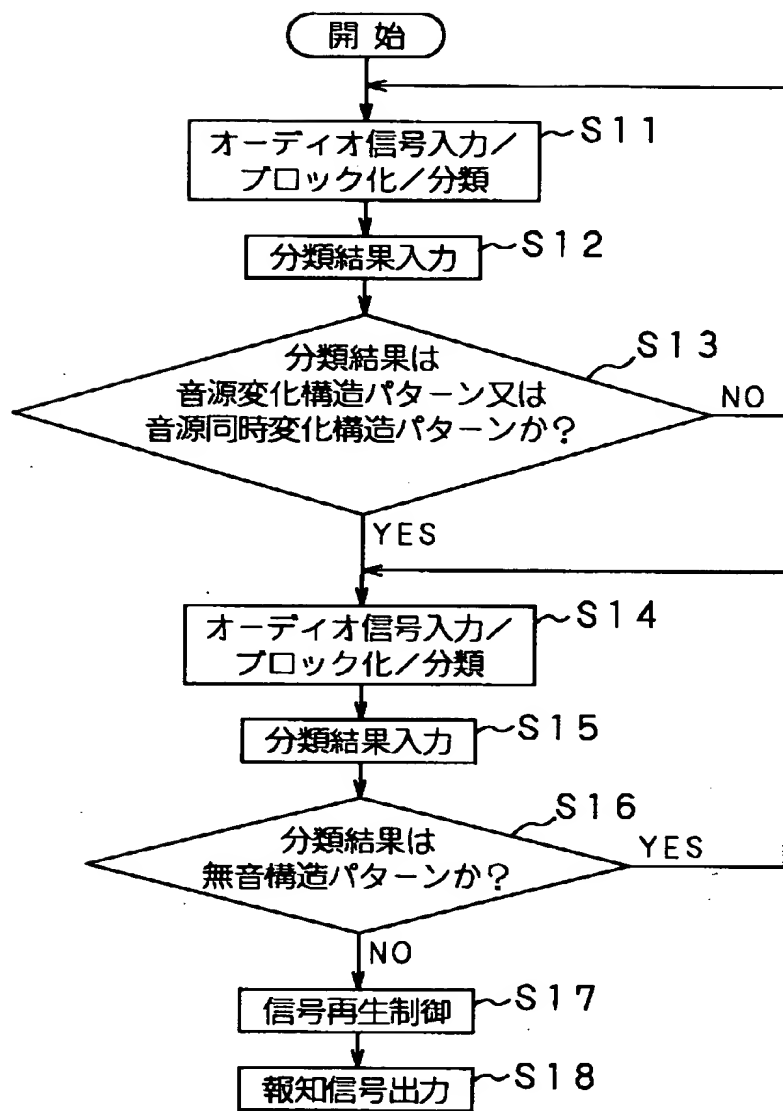 開始
オーディオ信号入力/
ブロック化/分類
S11
分類結果入力
S12
分類結果は
音源変化構造パターン又は
音源同時変化構造パターンか?
S13
NO
YES
オーディオ信号入力/
ブロック化/分類
S14
分類結果入力
S15
分類結果は
無音構造パターンか?
S16
YES
NO
信号再生制御
S17
報知信号出力
S18